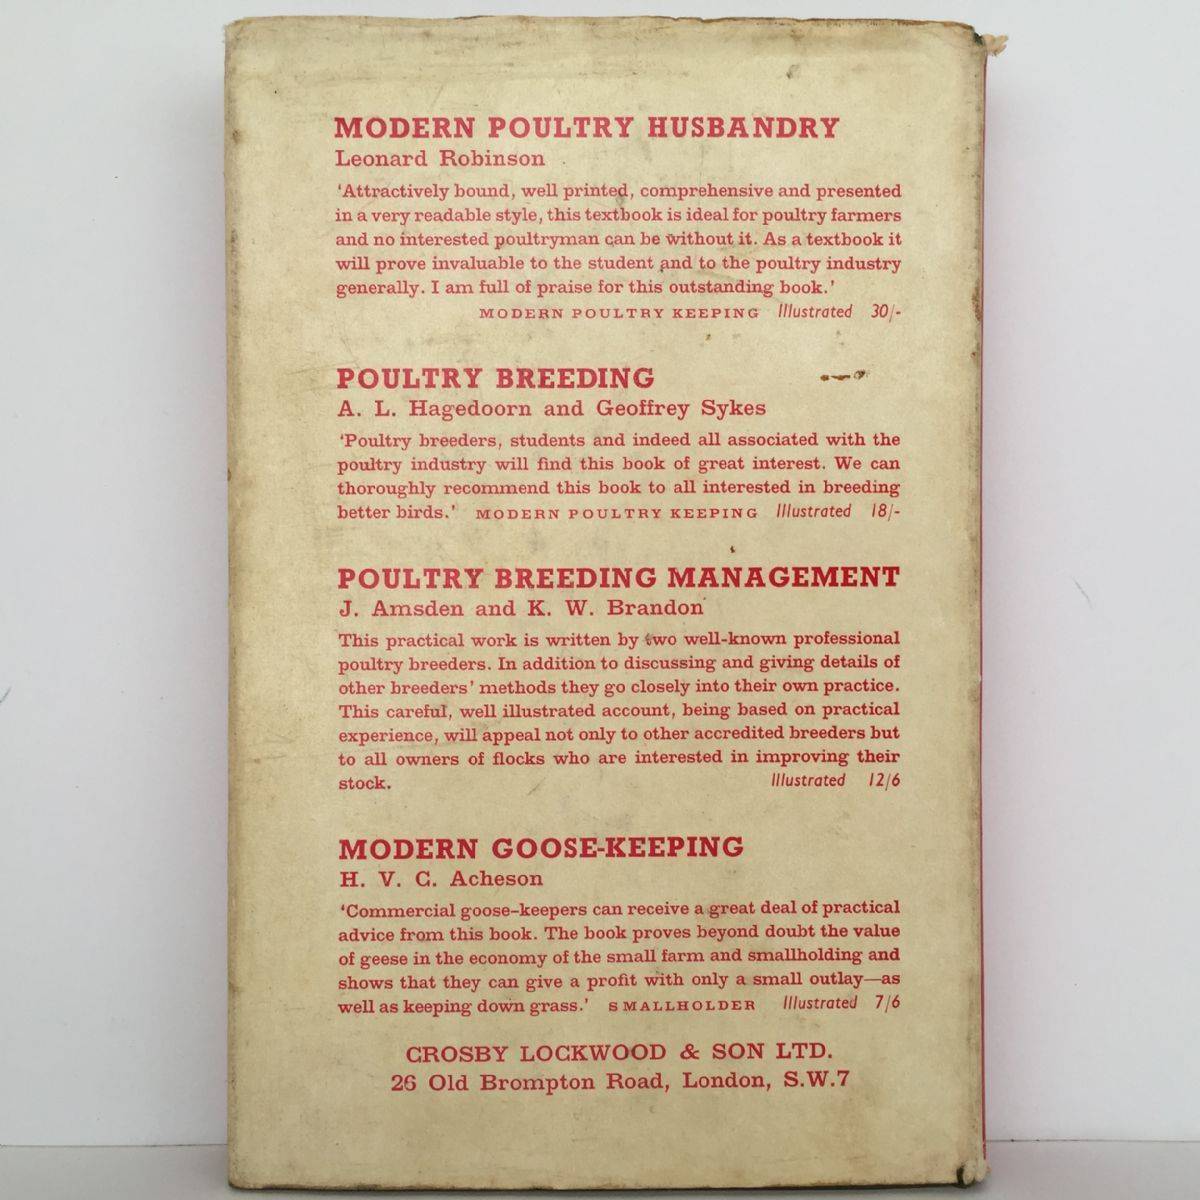 MODERN POULTRY HUSBANDRY
Leonard Robinson
‘Attractively bound, well printed, comprehensive and presented
in a very readable style, this textbook is ideal for poultry farmers
and no interested poultryman can be without it. As a textbook it
will prove invaluable to the student and to the poultry industry
generally. I am full of praise for this outstanding book.’
MODERN POULTRY KEEPING Illustrated 30/-
POULTRY BREEDING
A. L. Hagedoorn and Geoffrey Sykes
‘Poultry breeders, students and indeed all associated with the
poultry industry will find this book of great interest. We can
thoroughly recommend this book to all interested in breeding
better birds.’ MODERN POULTRY KEEPING Illustrated 18/-
POULTRY BREEDING MANAGEMENT
J. Amsden and K. W. Brandon
This practical work is written by two well-known professional
poultry breeders. In addition to discussing and giving details of
other breeders’ methods they go closely into their own practice.
This careful, well illustrated account, being based on practical
experience, will appeal not only to other accredited breeders but
to all owners of flocks who are interested in improving their
stock. Illustrated 12/6
MODERN GOOSE-KEEPING
H. V. C. Acheson
‘Commercial goose-keepers can receive a great deal of practical
advice from this book. The book proves beyond doubt the value
of geese in the economy of the small farm and smallholding and
shows that they can give a profit with only a small outlay—as
well as keeping down grass.’ SMALLHOLDER Illustrated 7/6
CROSBY LOCKWOOD & SON LTD.
26 Old Brompton Road, London, S.W.7